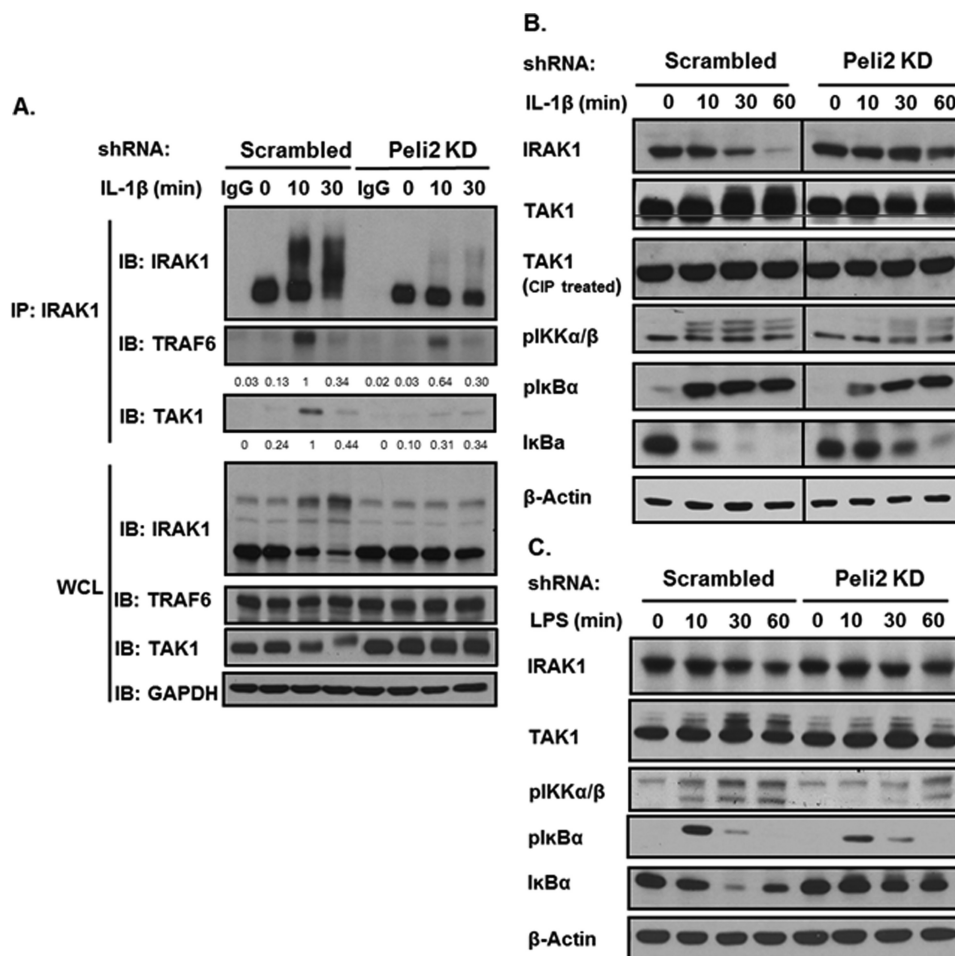 A.
shRNA: Scrambled Peli2 KD
IL-1β (min) IgG 0 10 30 IgG 0 10 30
IP: IRAK1
IB: IRAK1
IB: TRAF6
0.03 0.13 1 0.34 0.02 0.03 0.64 0.30
IB: TAK1
0 0.24 1 0.44 0 0.10 0.31 0.34
WCL
IB: IRAK1
IB: TRAF6
IB: TAK1
IB: GAPDH
B.
shRNA: Scrambled Peli2 KD
IL-1β (min) 0 10 30 60 0 10 30 60
IRAK1
TAK1
TAK1
(CIP treated)
pIKKα/β
pIκBα
IκBa
β-Actin
C.
shRNA: Scrambled Peli2 KD
LPS (min) 0 10 30 60 0 10 30 60
IRAK1
TAK1
pIKKα/β
pIκBα
IκBα
β-Actin